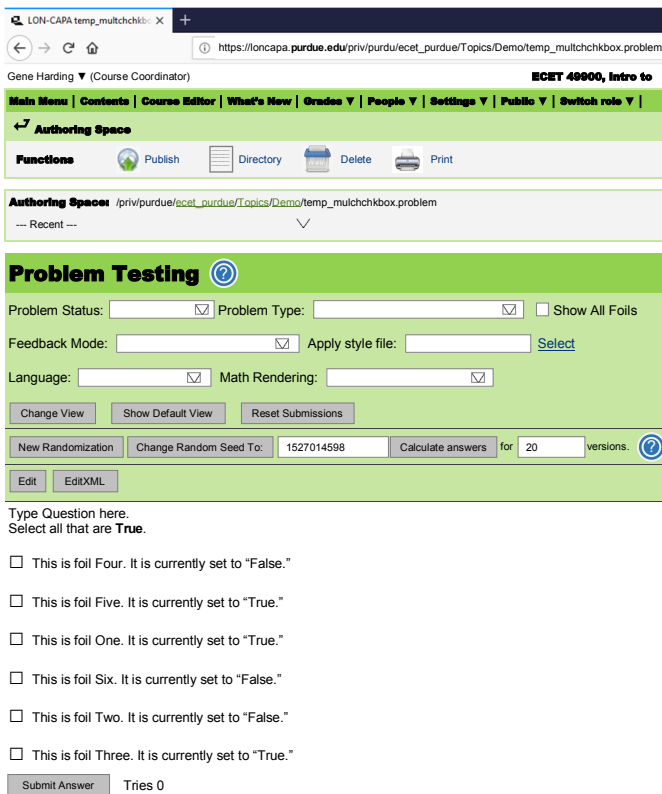 LON-CAPA temp_multchchkbc × +
https://loncapa.purdue.edu/priv/purdu/ecet_purdue/Topics/Demo/temp_multchchkbox.problem
Gene Harding ▼ (Course Coordinator) ECET 49900, Intro to
Main Menu | Contents | Course Editor | What's New | Grades ▼ | People ▼ | Settings ▼ | Public ▼ | Switch role ▼ |
Authoring Space
Functions Publish Directory Delete Print
Authoring Space: /priv/purdue/ecet_purdue/Topics/Demo/temp_mulchchkbox.problem
--- Recent ---
Problem Testing ?
Problem Status: Problem Type: Show All Foils
Feedback Mode: Apply style file: Select
Language: Math Rendering:
Change View Show Default View Reset Submissions
New Randomization Change Random Seed To: 1527014598 Calculate answers for 20 versions. ?
Edit EditXML
Type Question here.
Select all that are True.
This is foil Four. It is currently set to “False.”
This is foil Five. It is currently set to “True.”
This is foil One. It is currently set to “True.”
This is foil Six. It is currently set to “False.”
This is foil Two. It is currently set to “False.”
This is foil Three. It is currently set to “True.”
Submit Answer Tries 0